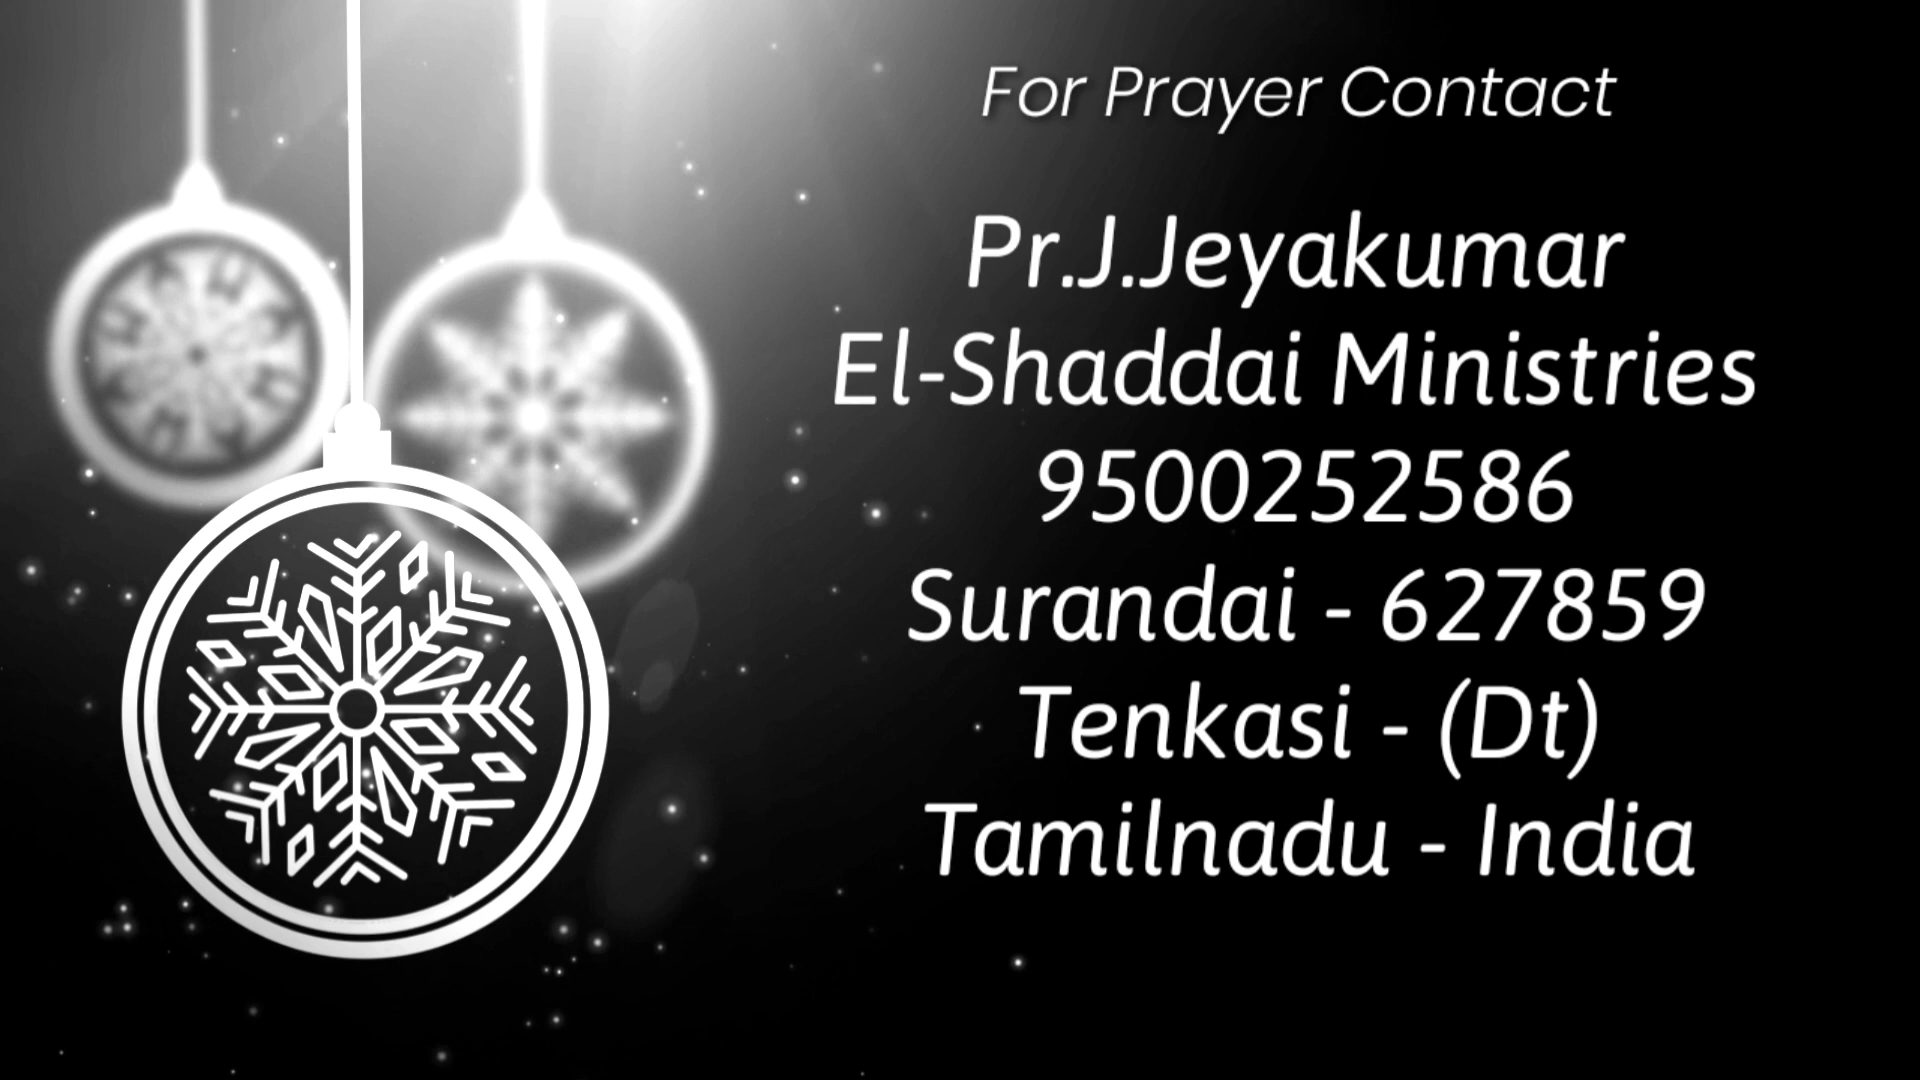 For Prayer Contact
Pr.J.Jeyakumar
El-Shaddai Ministries
9500252586
Surandai - 627859
Tenkasi - (Dt)
Tamilnadu - India